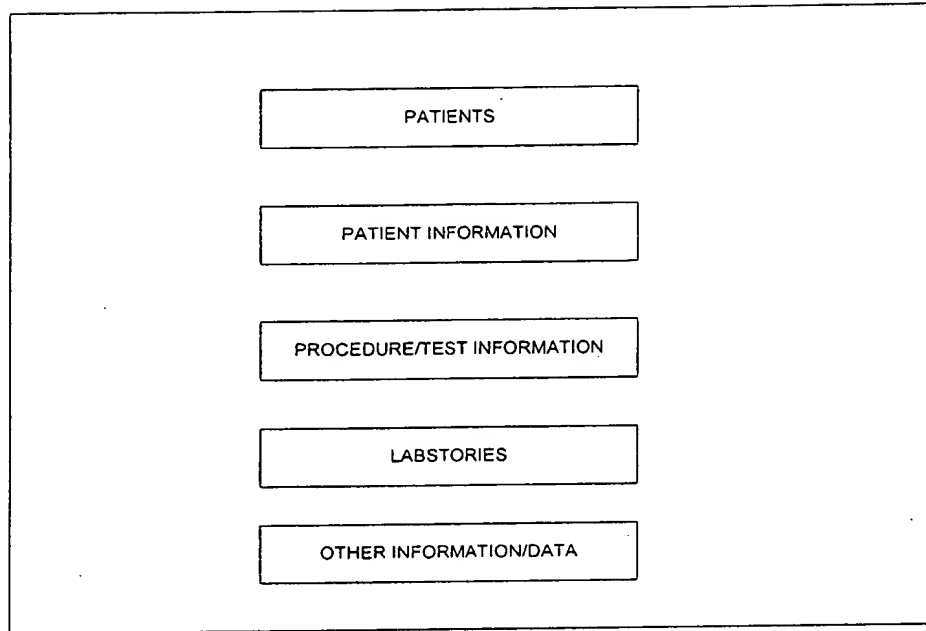 PATIENTS
PATIENT INFORMATION
PROCEDURE/TEST INFORMATION
LABSTORIES
OTHER INFORMATION/DATA